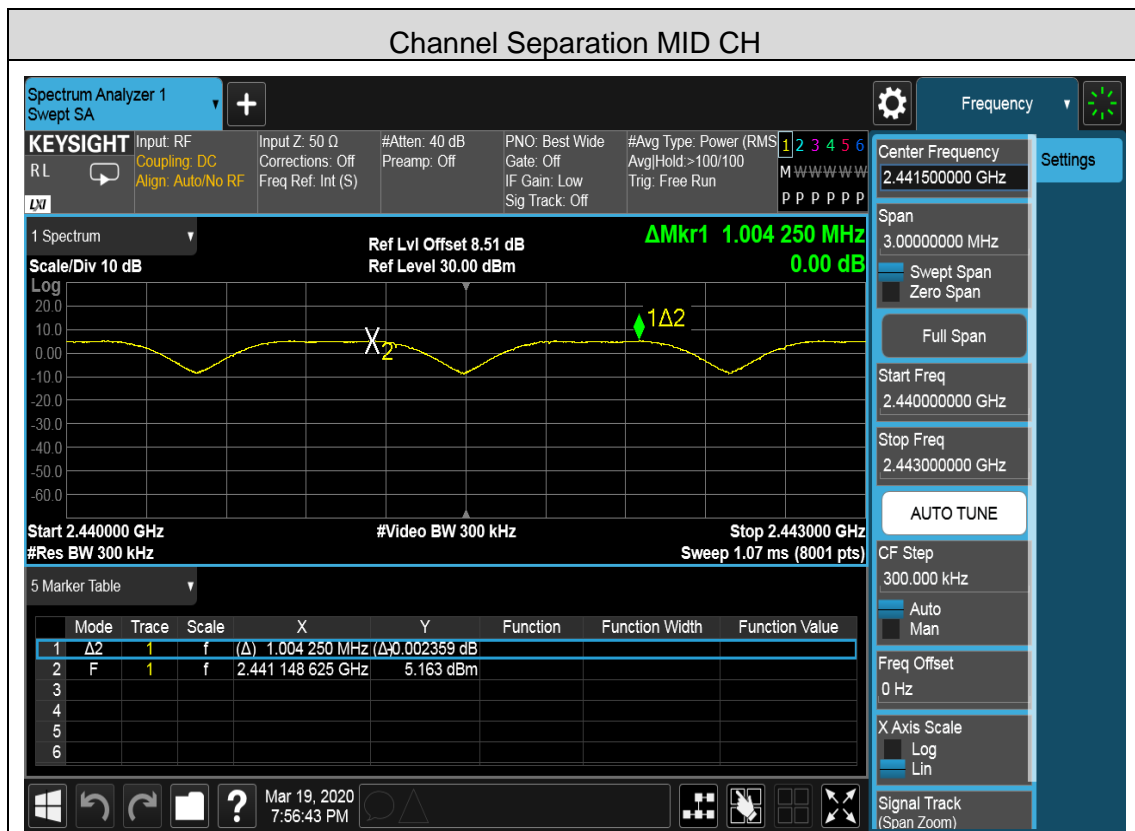 Channel Separation MID CH
Spectrum Analyzer 1
Swept SA
+
Frequency
KEYSIGHT
RL
LXI
Input: RF
Coupling: DC
Align: Auto/No RF
Input Z: 50 Ω
Corrections: Off
Freq Ref: Int (S)
#Atten: 40 dB
Preamp: Off
PNO: Best Wide
Gate: Off
IF Gain: Low
Sig Track: Off
#Avg Type: Power (RMS
Avg|Hold:>100/100
Trig: Free Run
1 2 3 4 5 6
M W W W W W
P P P P P P
1 Spectrum
Scale/Div 10 dB
Log
Ref Lvl Offset 8.51 dB
Ref Level 30.00 dBm
ΔMkr1 1.004 250 MHz
0.00 dB
20.0
10.0
0.00
-10.0
-20.0
-30.0
-40.0
-50.0
-60.0
X2
1Δ2
Start 2.440000 GHz
#Res BW 300 kHz
#Video BW 300 kHz
Stop 2.443000 GHz
Sweep 1.07 ms (8001 pts)
5 Marker Table
Mode Trace Scale X Y Function Function Width Function Value
1 Δ2 1 f (Δ) 1.004 250 MHz (Δ)-0.002359 dB
2 F 1 f 2.441 148 625 GHz 5.163 dBm
3
4
5
6
?
Mar 19, 2020
7:56:43 PM
Center Frequency
2.441500000 GHz
Settings
Span
3.00000000 MHz
Swept Span
Zero Span
Full Span
Start Freq
2.440000000 GHz
Stop Freq
2.443000000 GHz
AUTO TUNE
CF Step
300.000 kHz
Auto
Man
Freq Offset
0 Hz
X Axis Scale
Log
Lin
Signal Track
(Span Zoom)